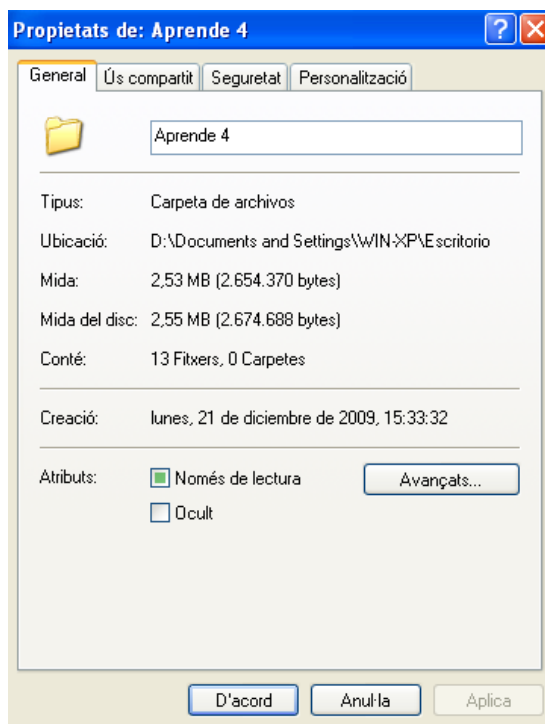 Propietats de: Aprende 4
General Ús compartit Seguretat Personalització
Aprende 4
Tipus: Carpeta de archivos
Ubicació: D:\Documents and Settings\WIN-XP\Escritorio
Mida: 2,53 MB (2.654.370 bytes)
Mida del disc: 2,55 MB (2.674.688 bytes)
Conté: 13 Fitxers, 0 Carpetes
Creació: lunes, 21 de diciembre de 2009, 15:33:32
Atributs: Només de lectura Avançats...
Ocult
D'acord Anul·la Aplica